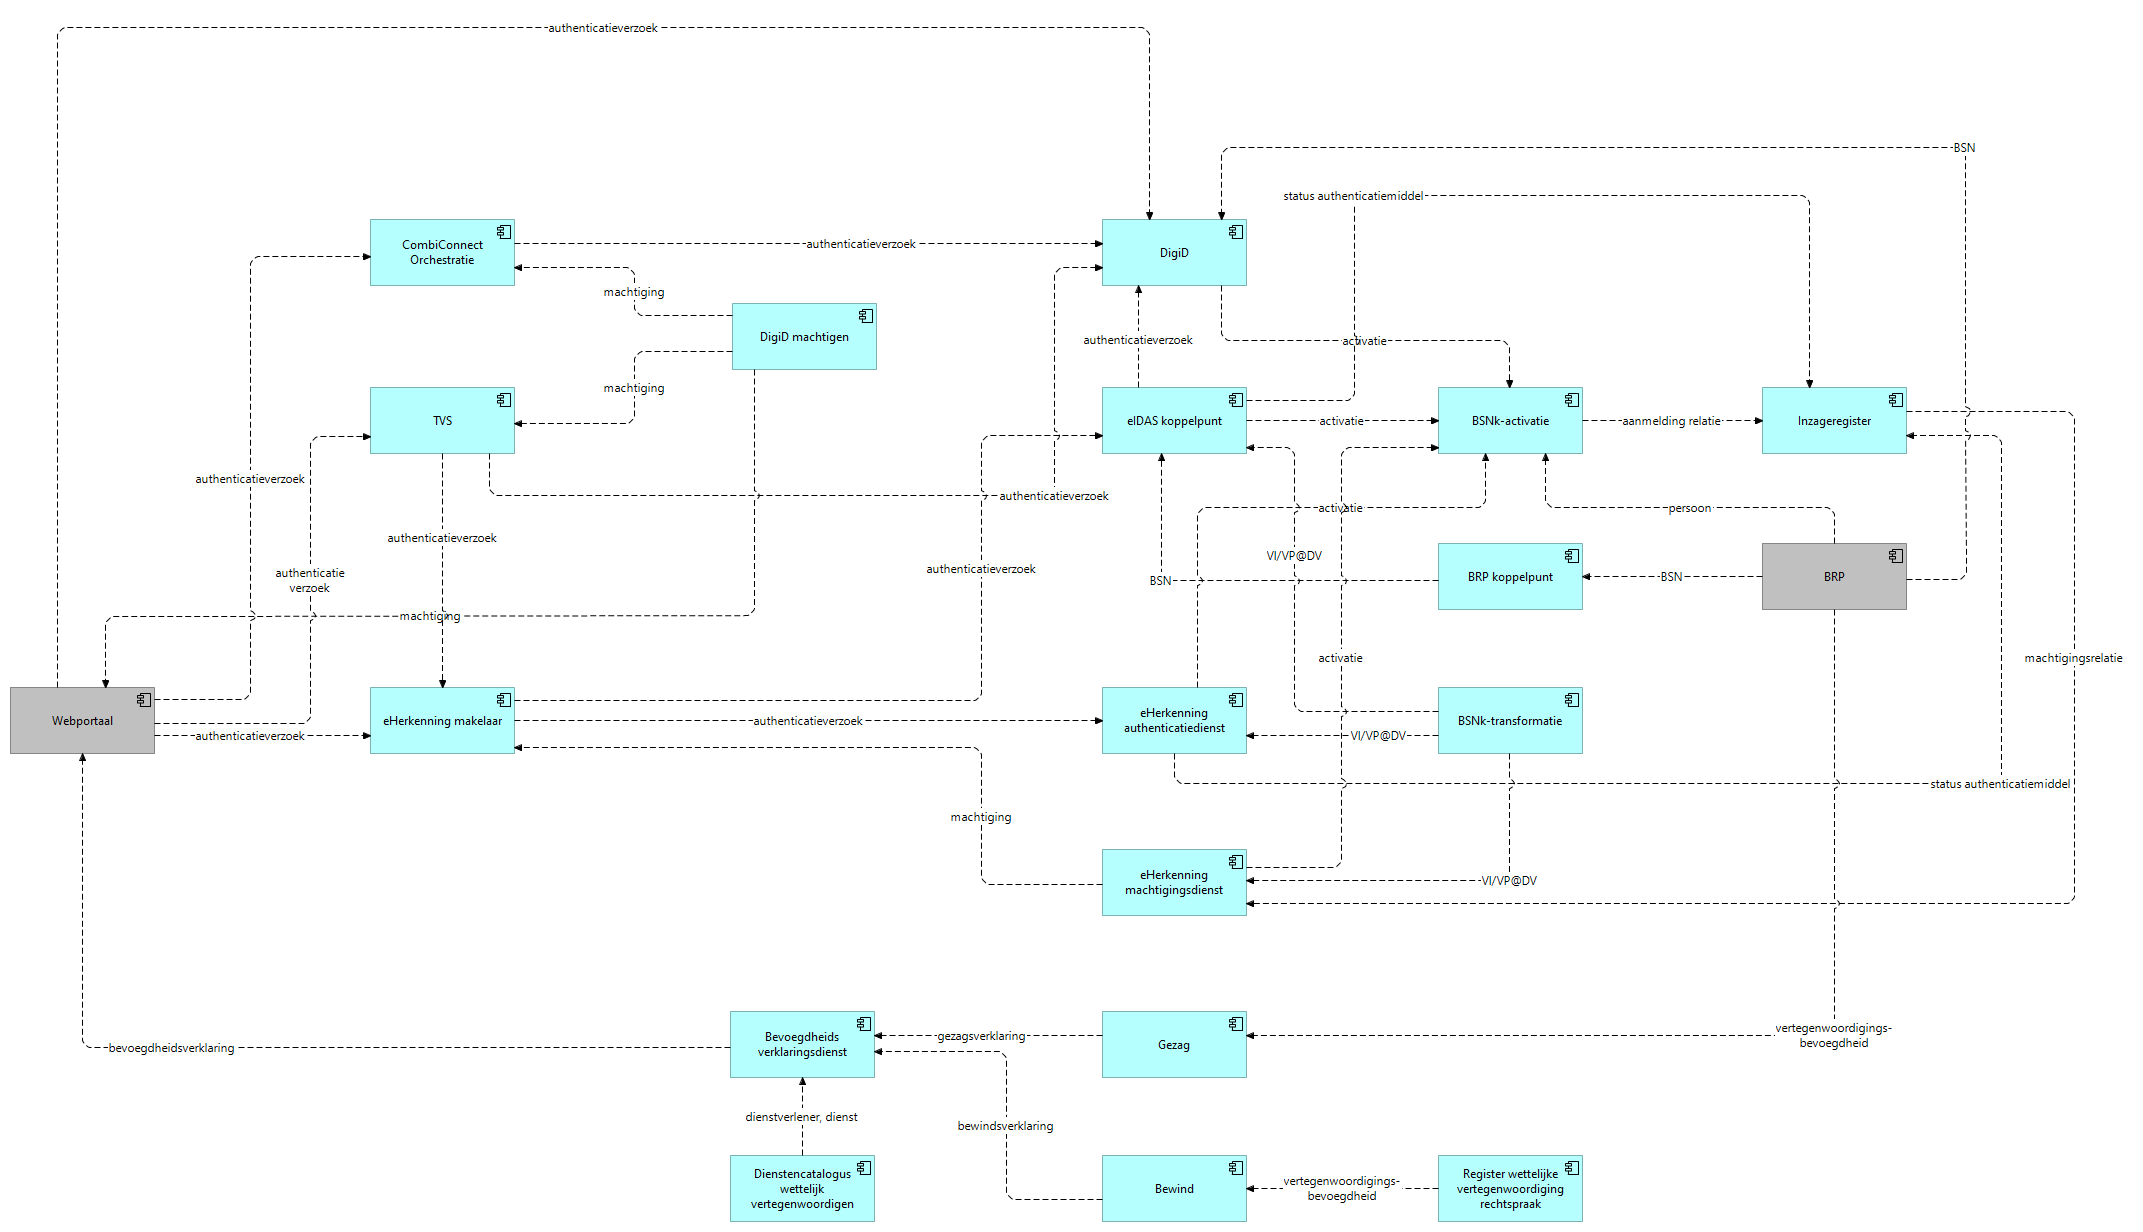 authenticatieverzoek
BSN
status authenticatiemiddel
CombiConnect
Orchestratie
authenticatieverzoek
DigiD
machtiging
DigiD machtigen
authenticatieverzoek
activatie
machtiging
TVS
eIDAS koppelpunt
activatie
BSNk-activatie
aanmelding relatie
Inzageregister
authenticatieverzoek
authenticatieverzoek
activatie
persoon
authenticatieverzoek
VI/VP@DV
authenticatieverzoek
authenticatie
verzoek
BSN
BRP koppelpunt
BSN
BRP
machtiging
activatie
machtigingsrelatie
Webportaal
authenticatieverzoek
eHerkenning makelaar
authenticatieverzoek
eHerkenning
authenticatiedienst
VI/VP@DV
BSNk-transformatie
status authenticatiemiddel
machtiging
eHerkenning
machtigingsdienst
VI/VP@DV
bevoegdheidsverklaring
Bevoegdheids
verklaringsdienst
gezagsverklaring
Gezag
vertegenwoordigings-
bevoegdheid
dienstverlener, dienst
bewindsverklaring
Dienstencatalogus
wettelijk
vertegenwoordigen
Bewind
vertegenwoordigings-
bevoegdheid
Register wettelijke
vertegenwoordiging
rechtspraak